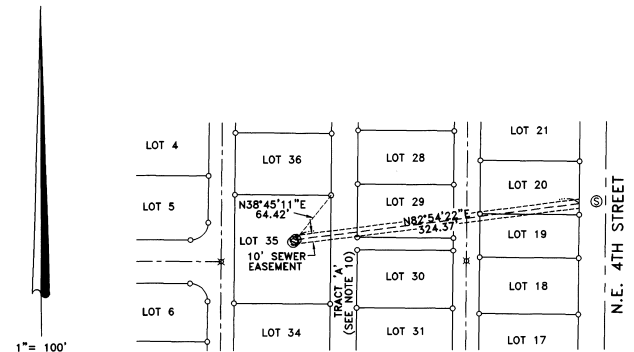 LOT 4
LOT 36
LOT 28
LOT 21
LOT 5
N38°45'11"E
64.42'
LOT 29
N82°54'22"E
324.37'
LOT 20
S
LOT 35
S
10' SEWER
EASEMENT
TRACT 'A'
(SEE NOTE 10)
LOT 19
LOT 30
LOT 18
LOT 6
LOT 34
LOT 31
LOT 17
N.E. 4TH STREET
1"= 100'